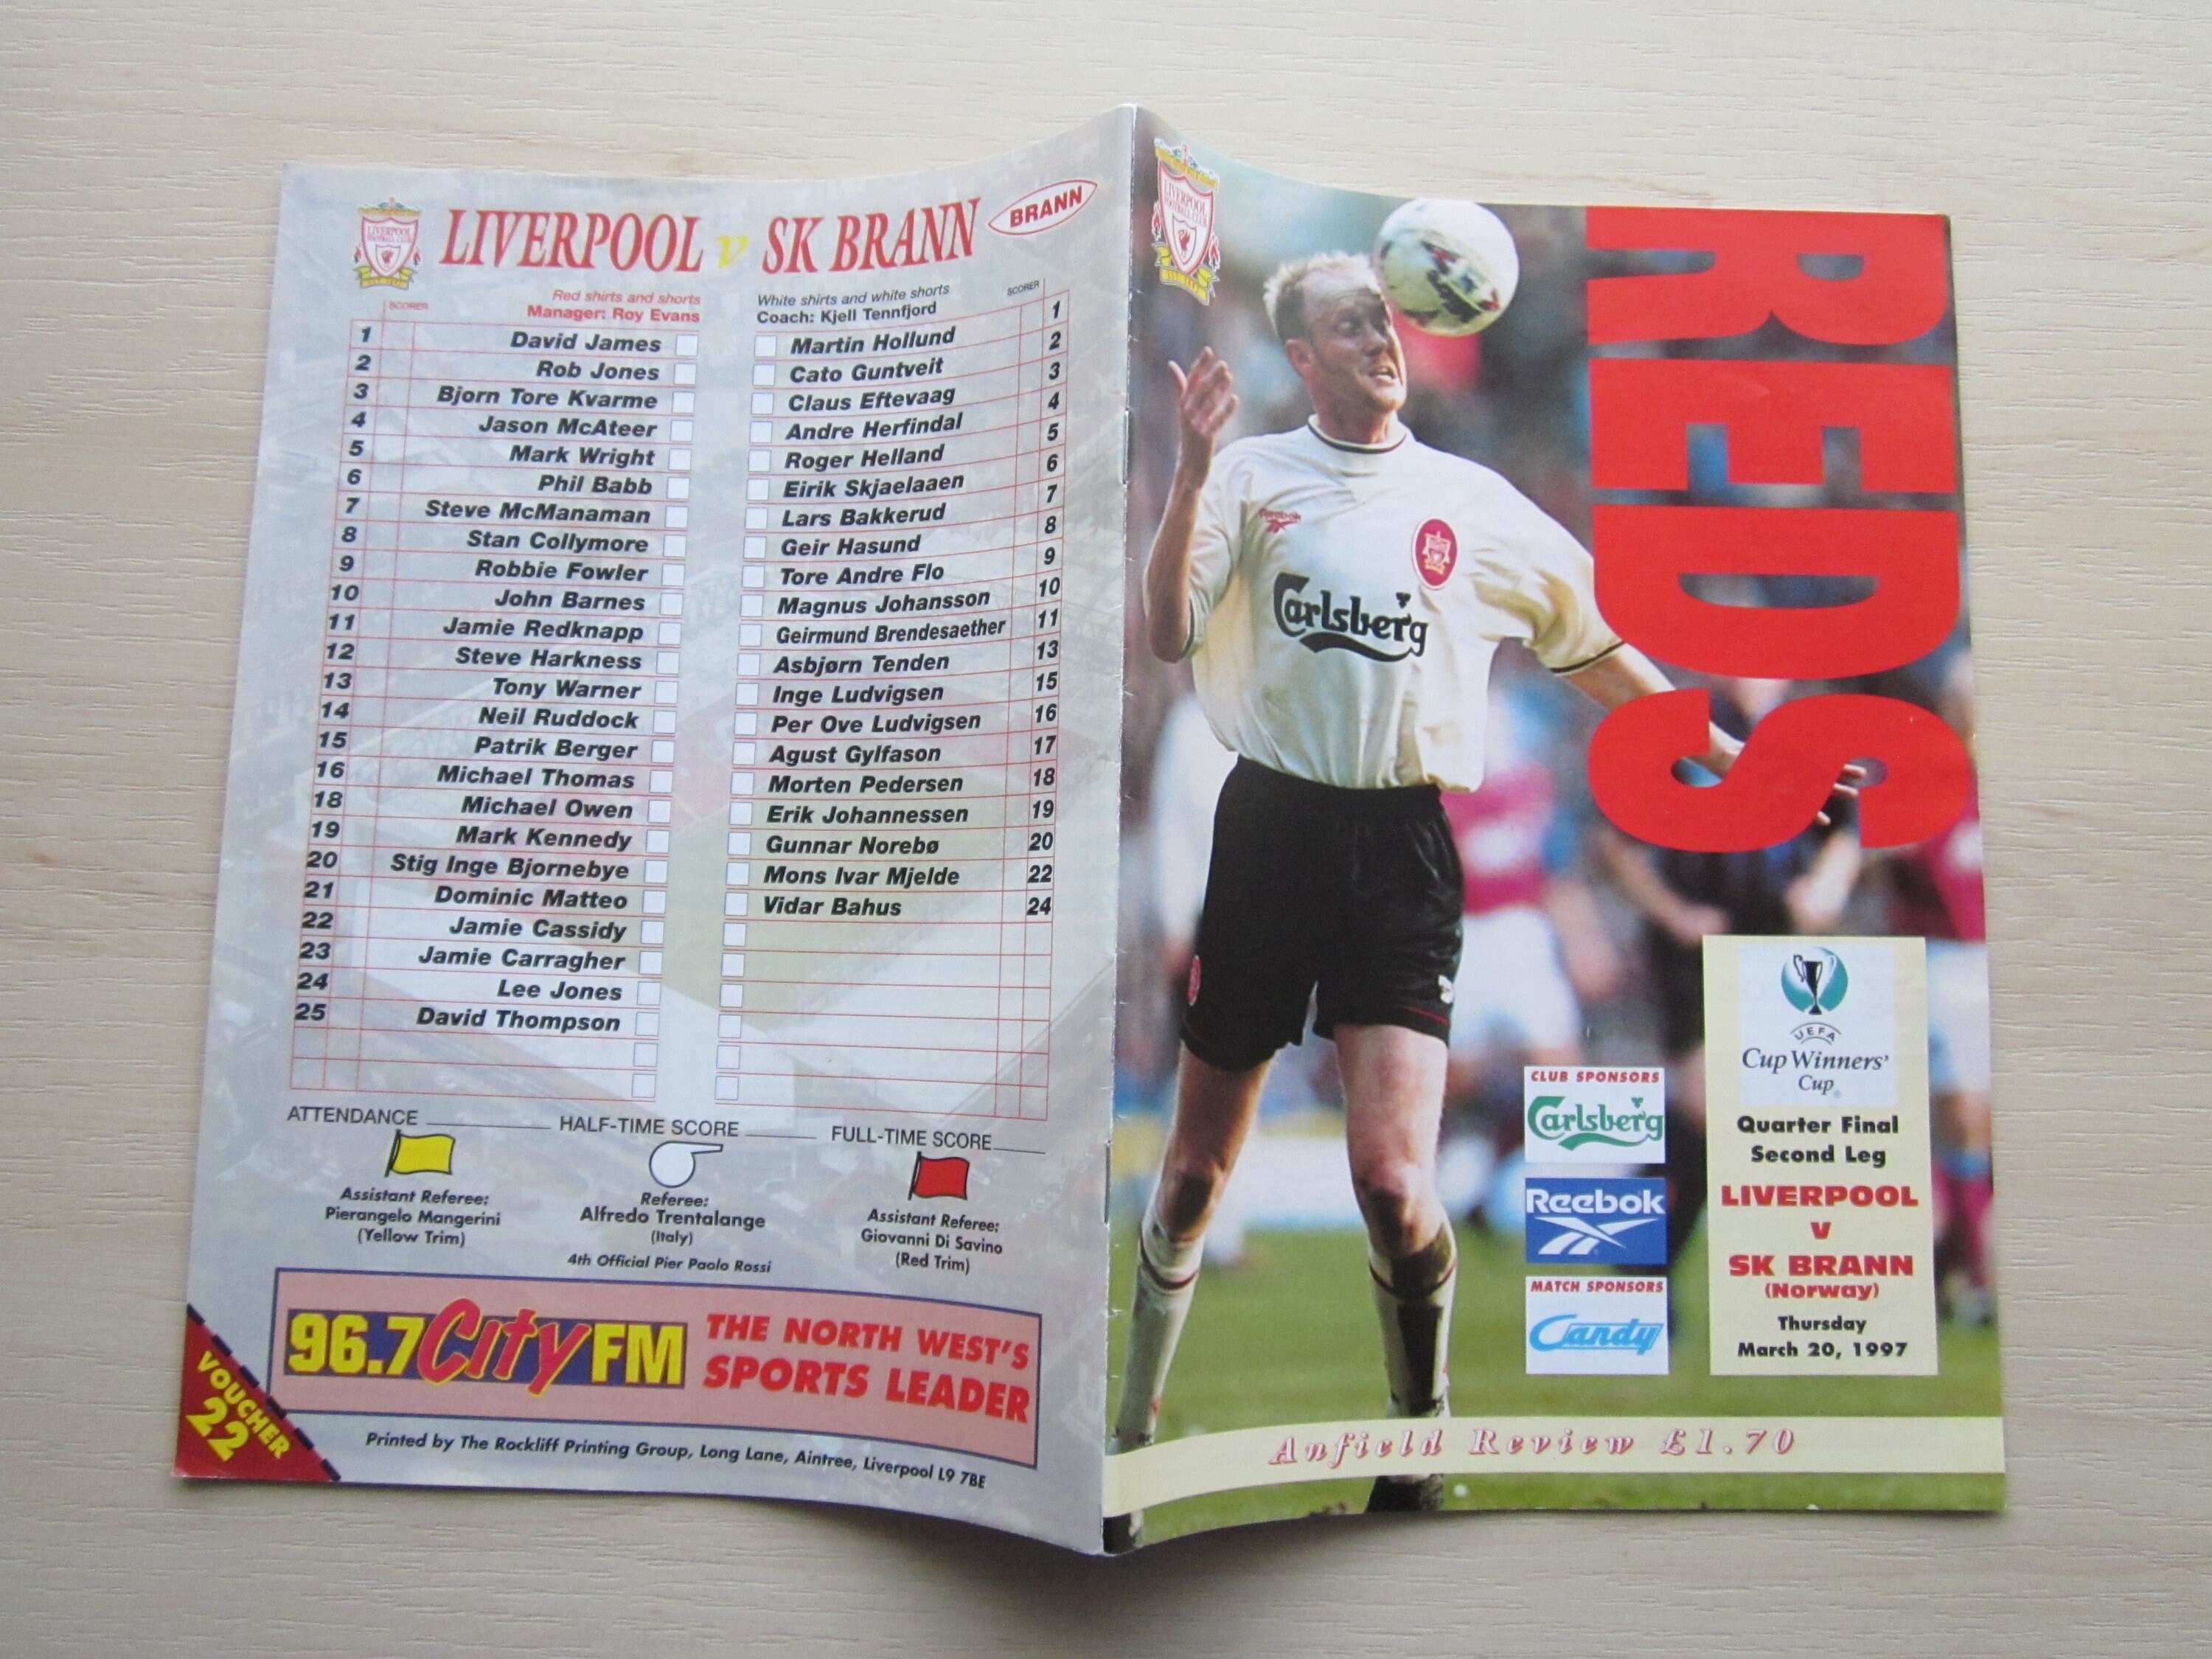 LIVERPOOL v SK BRANN
BRANN
LIVERPOOL
FOOTBALL CLUB
SCORER
Red shirts and shorts
Manager: Roy Evans
White shirts and white shorts
Coach: Kjell Tennfjord
SCORER
1 David James
2 Rob Jones
3 Bjorn Tore Kvarme
4 Jason McAteer
5 Mark Wright
6 Phil Babb
7 Steve McManaman
8 Stan Collymore
9 Robbie Fowler
10 John Barnes
11 Jamie Redknapp
12 Steve Harkness
13 Tony Warner
14 Neil Ruddock
15 Patrik Berger
16 Michael Thomas
18 Michael Owen
19 Mark Kennedy
20 Stig Inge Bjornebye
21 Dominic Matteo
22 Jamie Cassidy
23 Jamie Carragher
24 Lee Jones
25 David Thompson
Martin Hollund 1
Cato Guntveit 2
Claus Eftevaag 3
Andre Herfindal 4
Roger Helland 5
Eirik Skjaelaaen 6
Lars Bakkerud 7
Geir Hasund 8
Tore Andre Flo 9
Magnus Johansson 10
Geirmund Brendesaether 11
Asbjørn Tenden 13
Inge Ludvigsen 15
Per Ove Ludvigsen 16
Agust Gylfason 17
Morten Pedersen 18
Erik Johannessen 19
Gunnar Norebø 20
Mons Ivar Mjelde 22
Vidar Bahus 24
ATTENDANCE
HALF-TIME SCORE
FULL-TIME SCORE
Assistant Referee:
Pierangelo Mangerini
(Yellow Trim)
Referee:
Alfredo Trentalange
(Italy)
4th Official Pier Paolo Rossi
Assistant Referee:
Giovanni Di Savino
(Red Trim)
96.7 City FM
THE NORTH WEST'S
SPORTS LEADER
VOUCHER
22
Printed by The Rockliff Printing Group, Long Lane, Aintree, Liverpool L9 7BE
LIVERPOOL
FOOTBALL CLUB
REDS
Reebok
Carlsberg
CLUB SPONSORS
Carlsberg
Reebok
MATCH SPONSORS
Candy
UEFA
Cup Winners'
Cup
Quarter Final
Second Leg
LIVERPOOL
V
SK BRANN
(Norway)
Thursday
March 20, 1997
Anfield Review £1.70